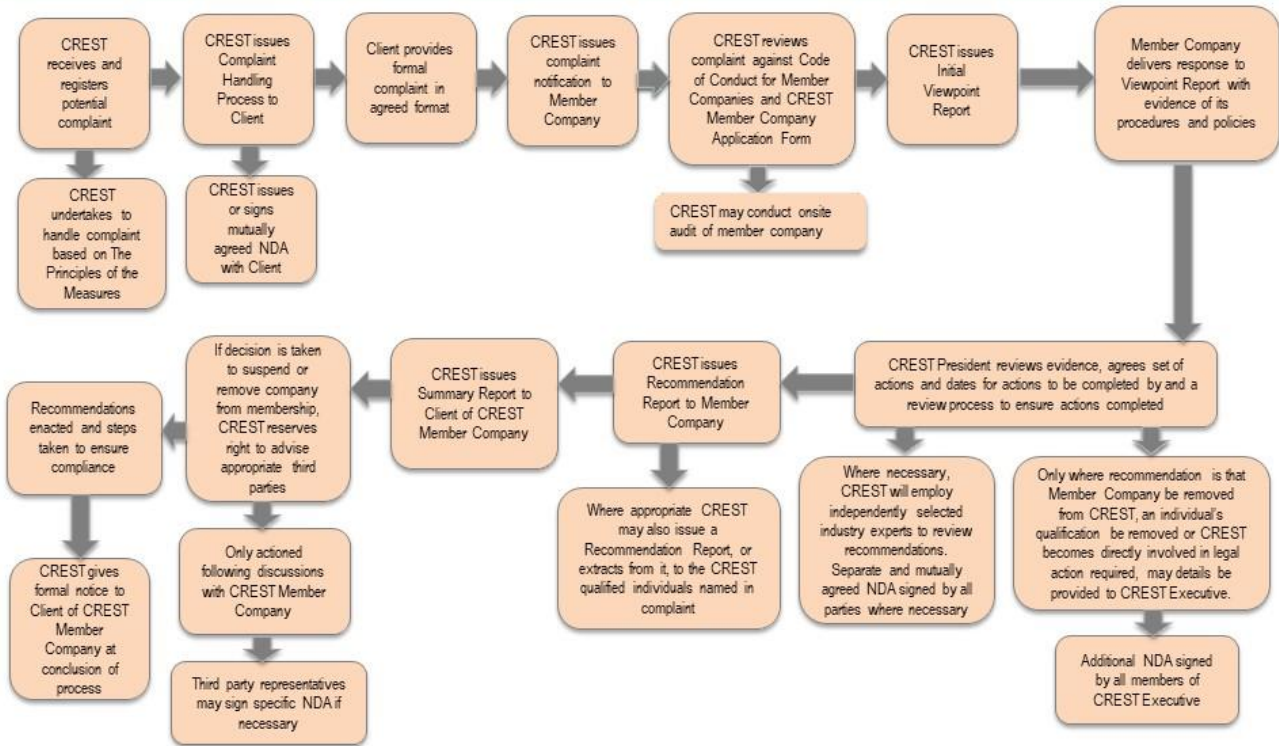 CREST
receives and
registers
potential
complaint
CREST issues
Complaint
Handling
Process to
Client
Client provides
formal
complaint in
agreed format
CREST issues
complaint
notification to
Member
Company
CREST reviews
complaint against Code
of Conduct for Member
Companies and CREST
Member Company
Application Form
CREST issues
Initial
Viewpoint
Report
Member Company
delivers response to
Viewpoint Report with
evidence of its
procedures and policies
CREST
undertakes to
handle complaint
based on The
Principles of the
Measures
CREST issues
or signs
mutually
agreed NDA
with Client
CREST may conduct onsite
audit of member company
CREST President reviews evidence, agrees set of
actions and dates for actions to be completed by and a
review process to ensure actions completed
CREST issues
Recommendation
Report to Member
Company
CREST issues
Summary Report to
Client of CREST
Member Company
If decision is taken
to suspend or
remove company
from membership,
CREST reserves
right to advise
appropriate third
parties
Recommendations
enacted and steps
taken to ensure
compliance
Only where recommendation is that
Member Company be removed
from CREST, an individual's
qualification be removed or CREST
becomes directly involved in legal
action required, may details be
provided to CREST Executive.
Where necessary,
CREST will employ
independently selected
industry experts to review
recommendations.
Separate and mutually
agreed NDA signed by all
parties where necessary
Where appropriate CREST
may also issue a
Recommendation Report, or
extracts from it, to the CREST
qualified individuals named in
complaint
Only actioned
following discussions
with CREST Member
Company
CREST gives
formal notice to
Client of CREST
Member
Company at
conclusion of
process
Additional NDA signed
by all members of
CREST Executive
Third party representatives
may sign specific NDA if
necessary